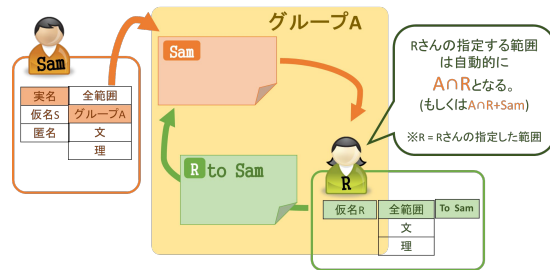 グループA
Sam
Sam
実名
全範囲
仮名S
グループA
匿名
文
理
Rさんの指定する範囲
は自動的に
A∩Rとなる。
(もしくはA∩R+Sam)
※R = Rさんの指定した範囲
R to Sam
R
仮名R
全範囲
To Sam
文
理